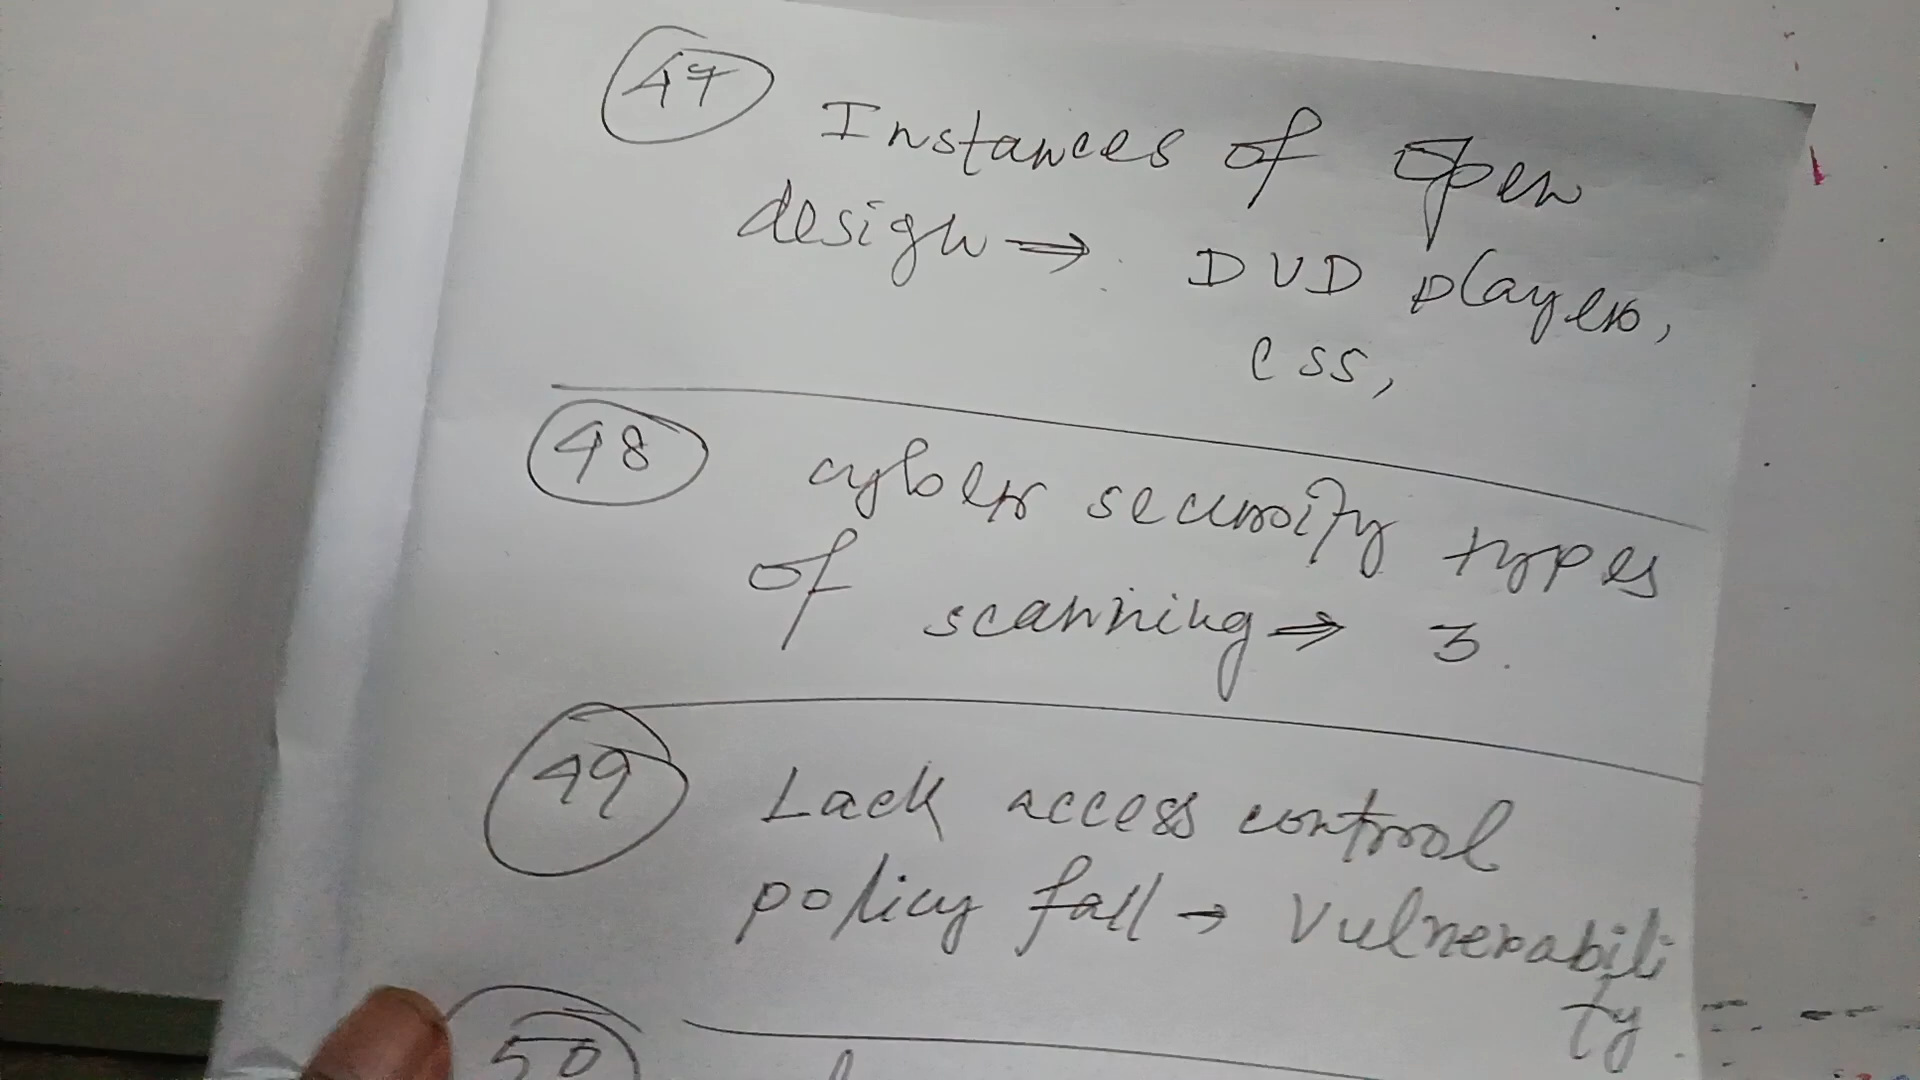 47
Instances of open
design ⇒ DVD players,
CSS,
48
cyber security types
of scanning ⇒ 3.
49
Lack access control
policy fall → Vulnerabili
ty
50